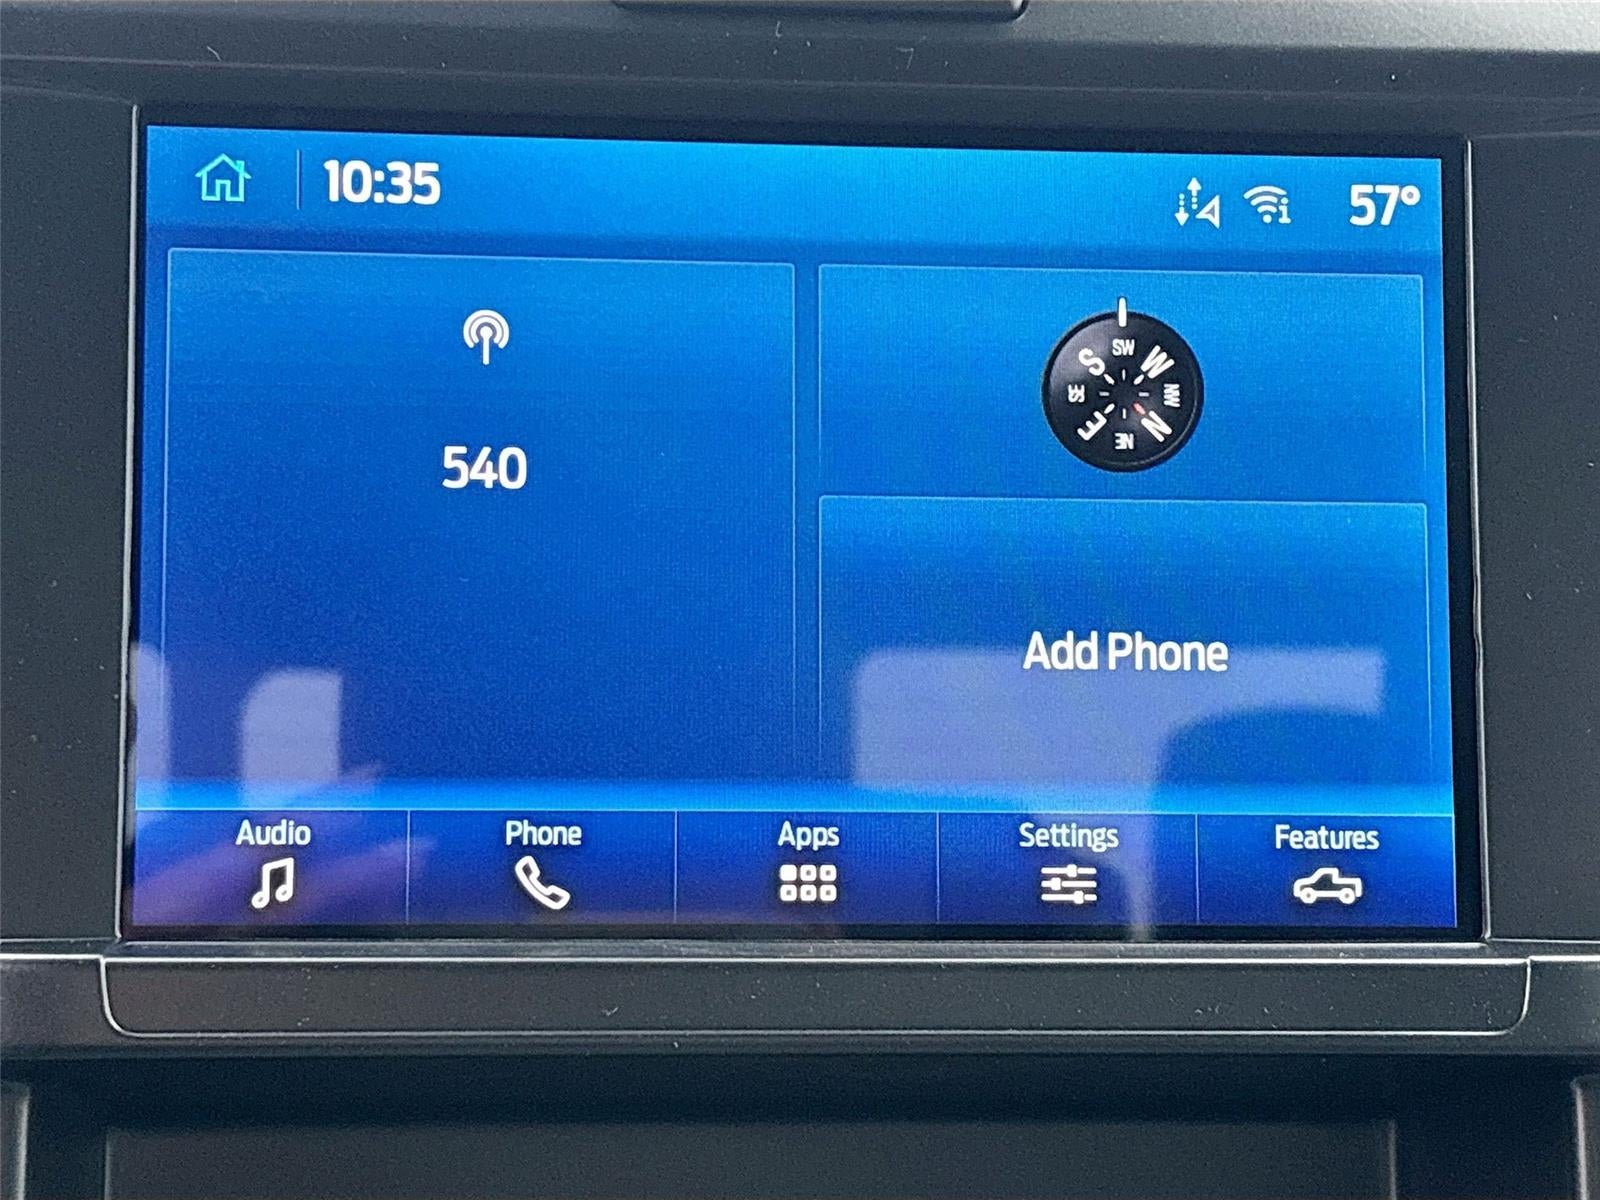 10:35
57°
540
SW
S W
SE NW
E N
NE
Add Phone
Audio Phone Apps Settings Features